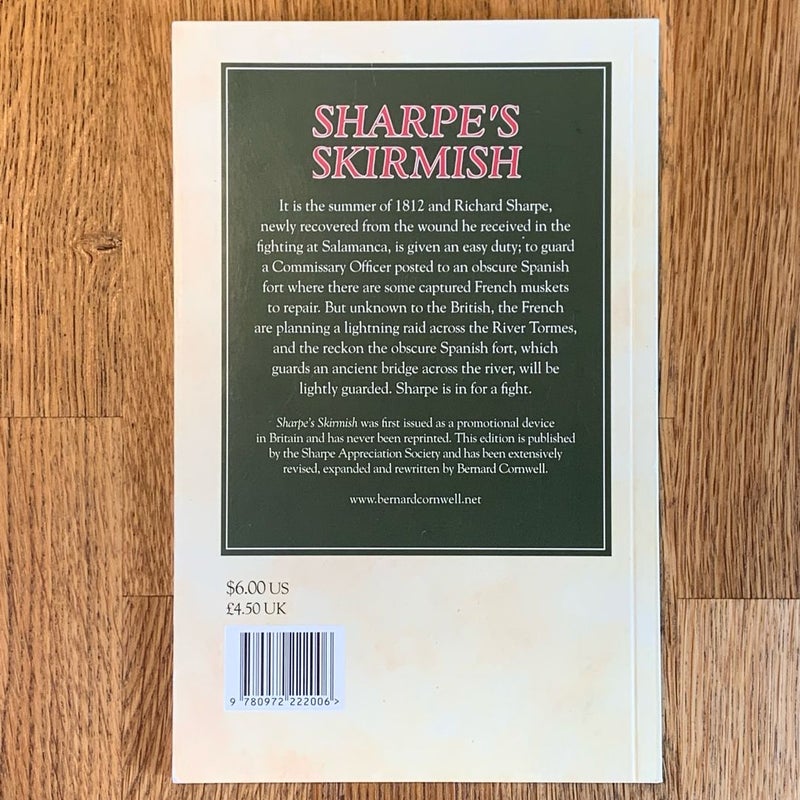 SHARPE'S
SKIRMISH
It is the summer of 1812 and Richard Sharpe,
newly recovered from the wound he received in the
fighting at Salamanca, is given an easy duty; to guard
a Commissary Officer posted to an obscure Spanish
fort where there are some captured French muskets
to repair. But unknown to the British, the French
are planning a lightning raid across the River Tormes,
and the reckon the obscure Spanish fort, which
guards an ancient bridge across the river, will be
lightly guarded. Sharpe is in for a fight.
Sharpe's Skirmish was first issued as a promotional device
in Britain and has never been reprinted. This edition is published
by the Sharpe Appreciation Society and has been extensively
revised, expanded and rewritten by Bernard Cornwell.
www.bernardcornwell.net
$6.00 US
£4.50 UK
9 780972 222006 >